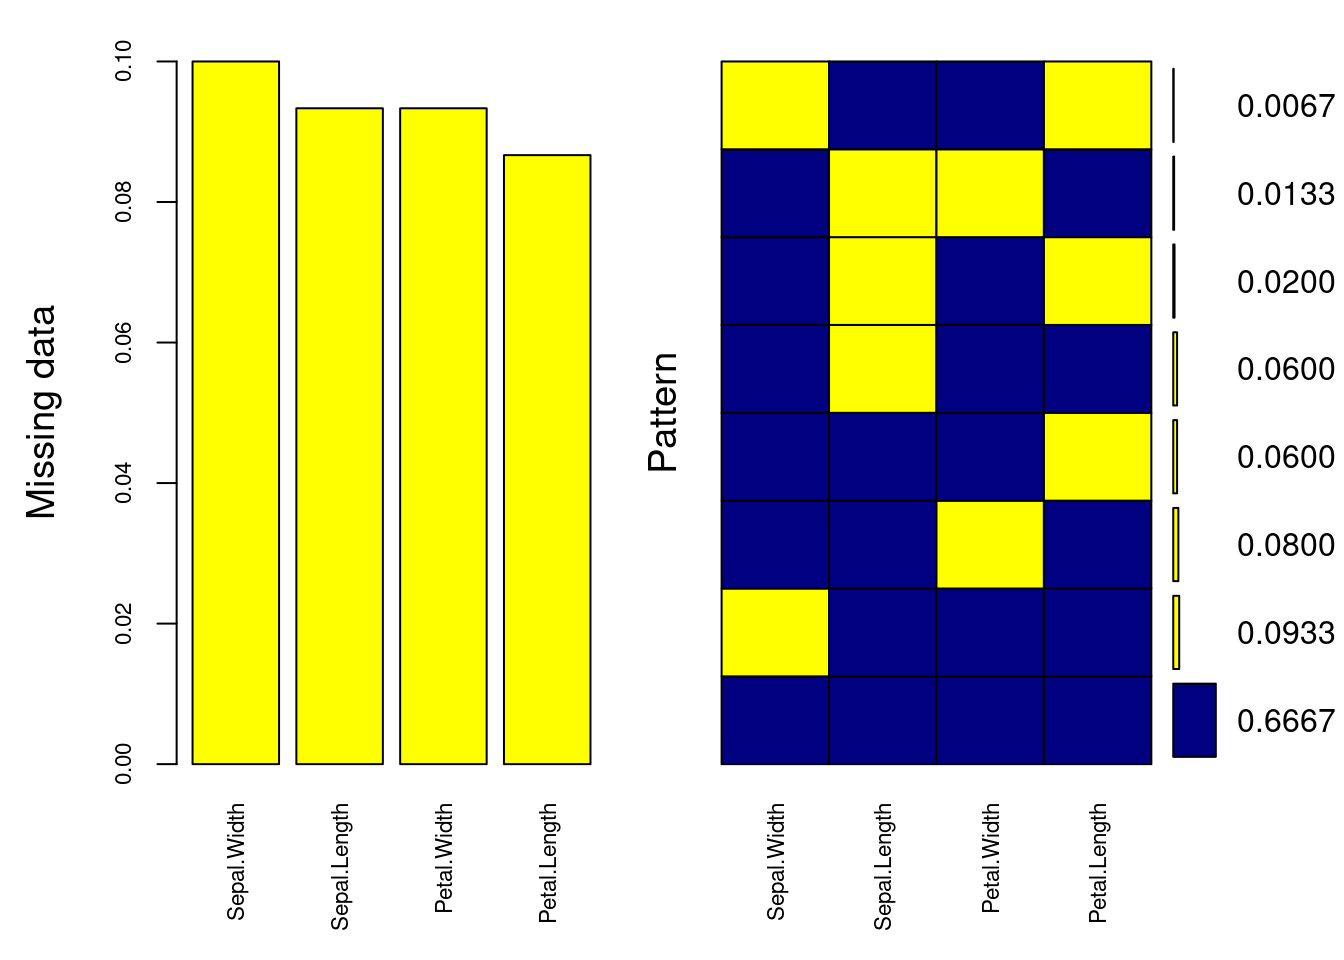 Missing data
0.10
0.08
0.06
0.04
0.02
0.00
Sepal.Width
Sepal.Length
Petal.Width
Petal.Length
Pattern
Sepal.Width
Sepal.Length
Petal.Width
Petal.Length
0.0067
0.0133
0.0200
0.0600
0.0600
0.0800
0.0933
0.6667